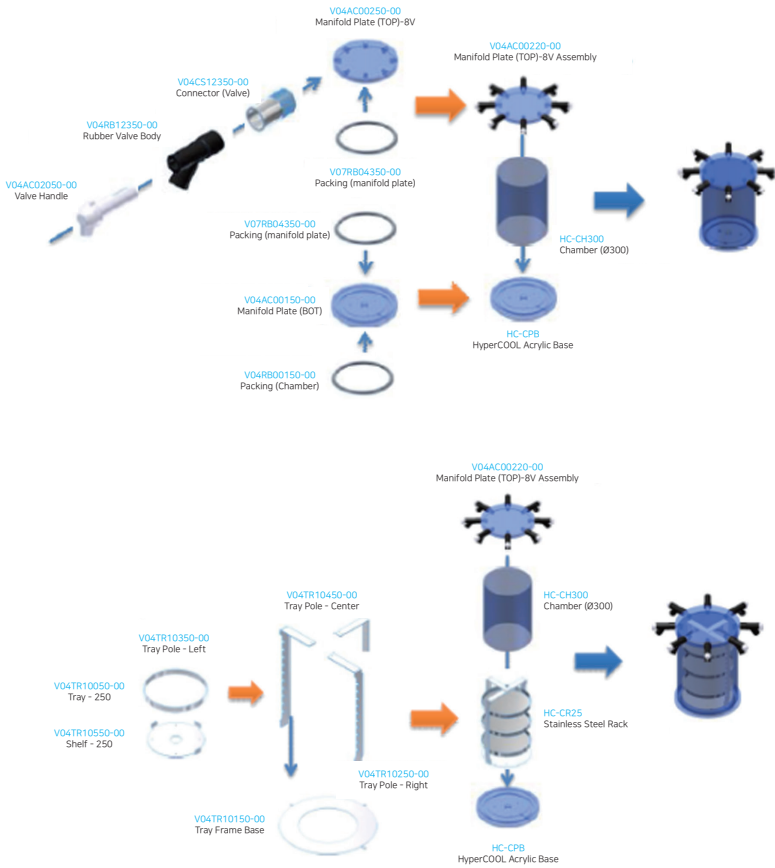 V04AC00250-00
Manifold Plate (TOP)-8V
V04AC00220-00
Manifold Plate (TOP)-8V Assembly
V04CS12350-00
Connector (Valve)
V04RB12350-00
Rubber Valve Body
V04AC02050-00
Valve Handle
V07RB04350-00
Packing (manifold plate)
V07RB04350-00
Packing (manifold plate)
HC-CH300
Chamber (Ø300)
V04AC00150-00
Manifold Plate (BOT)
HC-CPB
HyperCOOL Acrylic Base
V04RB00150-00
Packing (Chamber)
V04AC00220-00
Manifold Plate (TOP)-8V Assembly
V04TR10450-00
Tray Pole - Center
HC-CH300
Chamber (Ø300)
V04TR10350-00
Tray Pole - Left
V04TR10050-00
Tray - 250
V04TR10550-00
Shelf - 250
HC-CR25
Stainless Steel Rack
V04TR10250-00
Tray Pole - Right
V04TR10150-00
Tray Frame Base
HC-CPB
HyperCOOL Acrylic Base